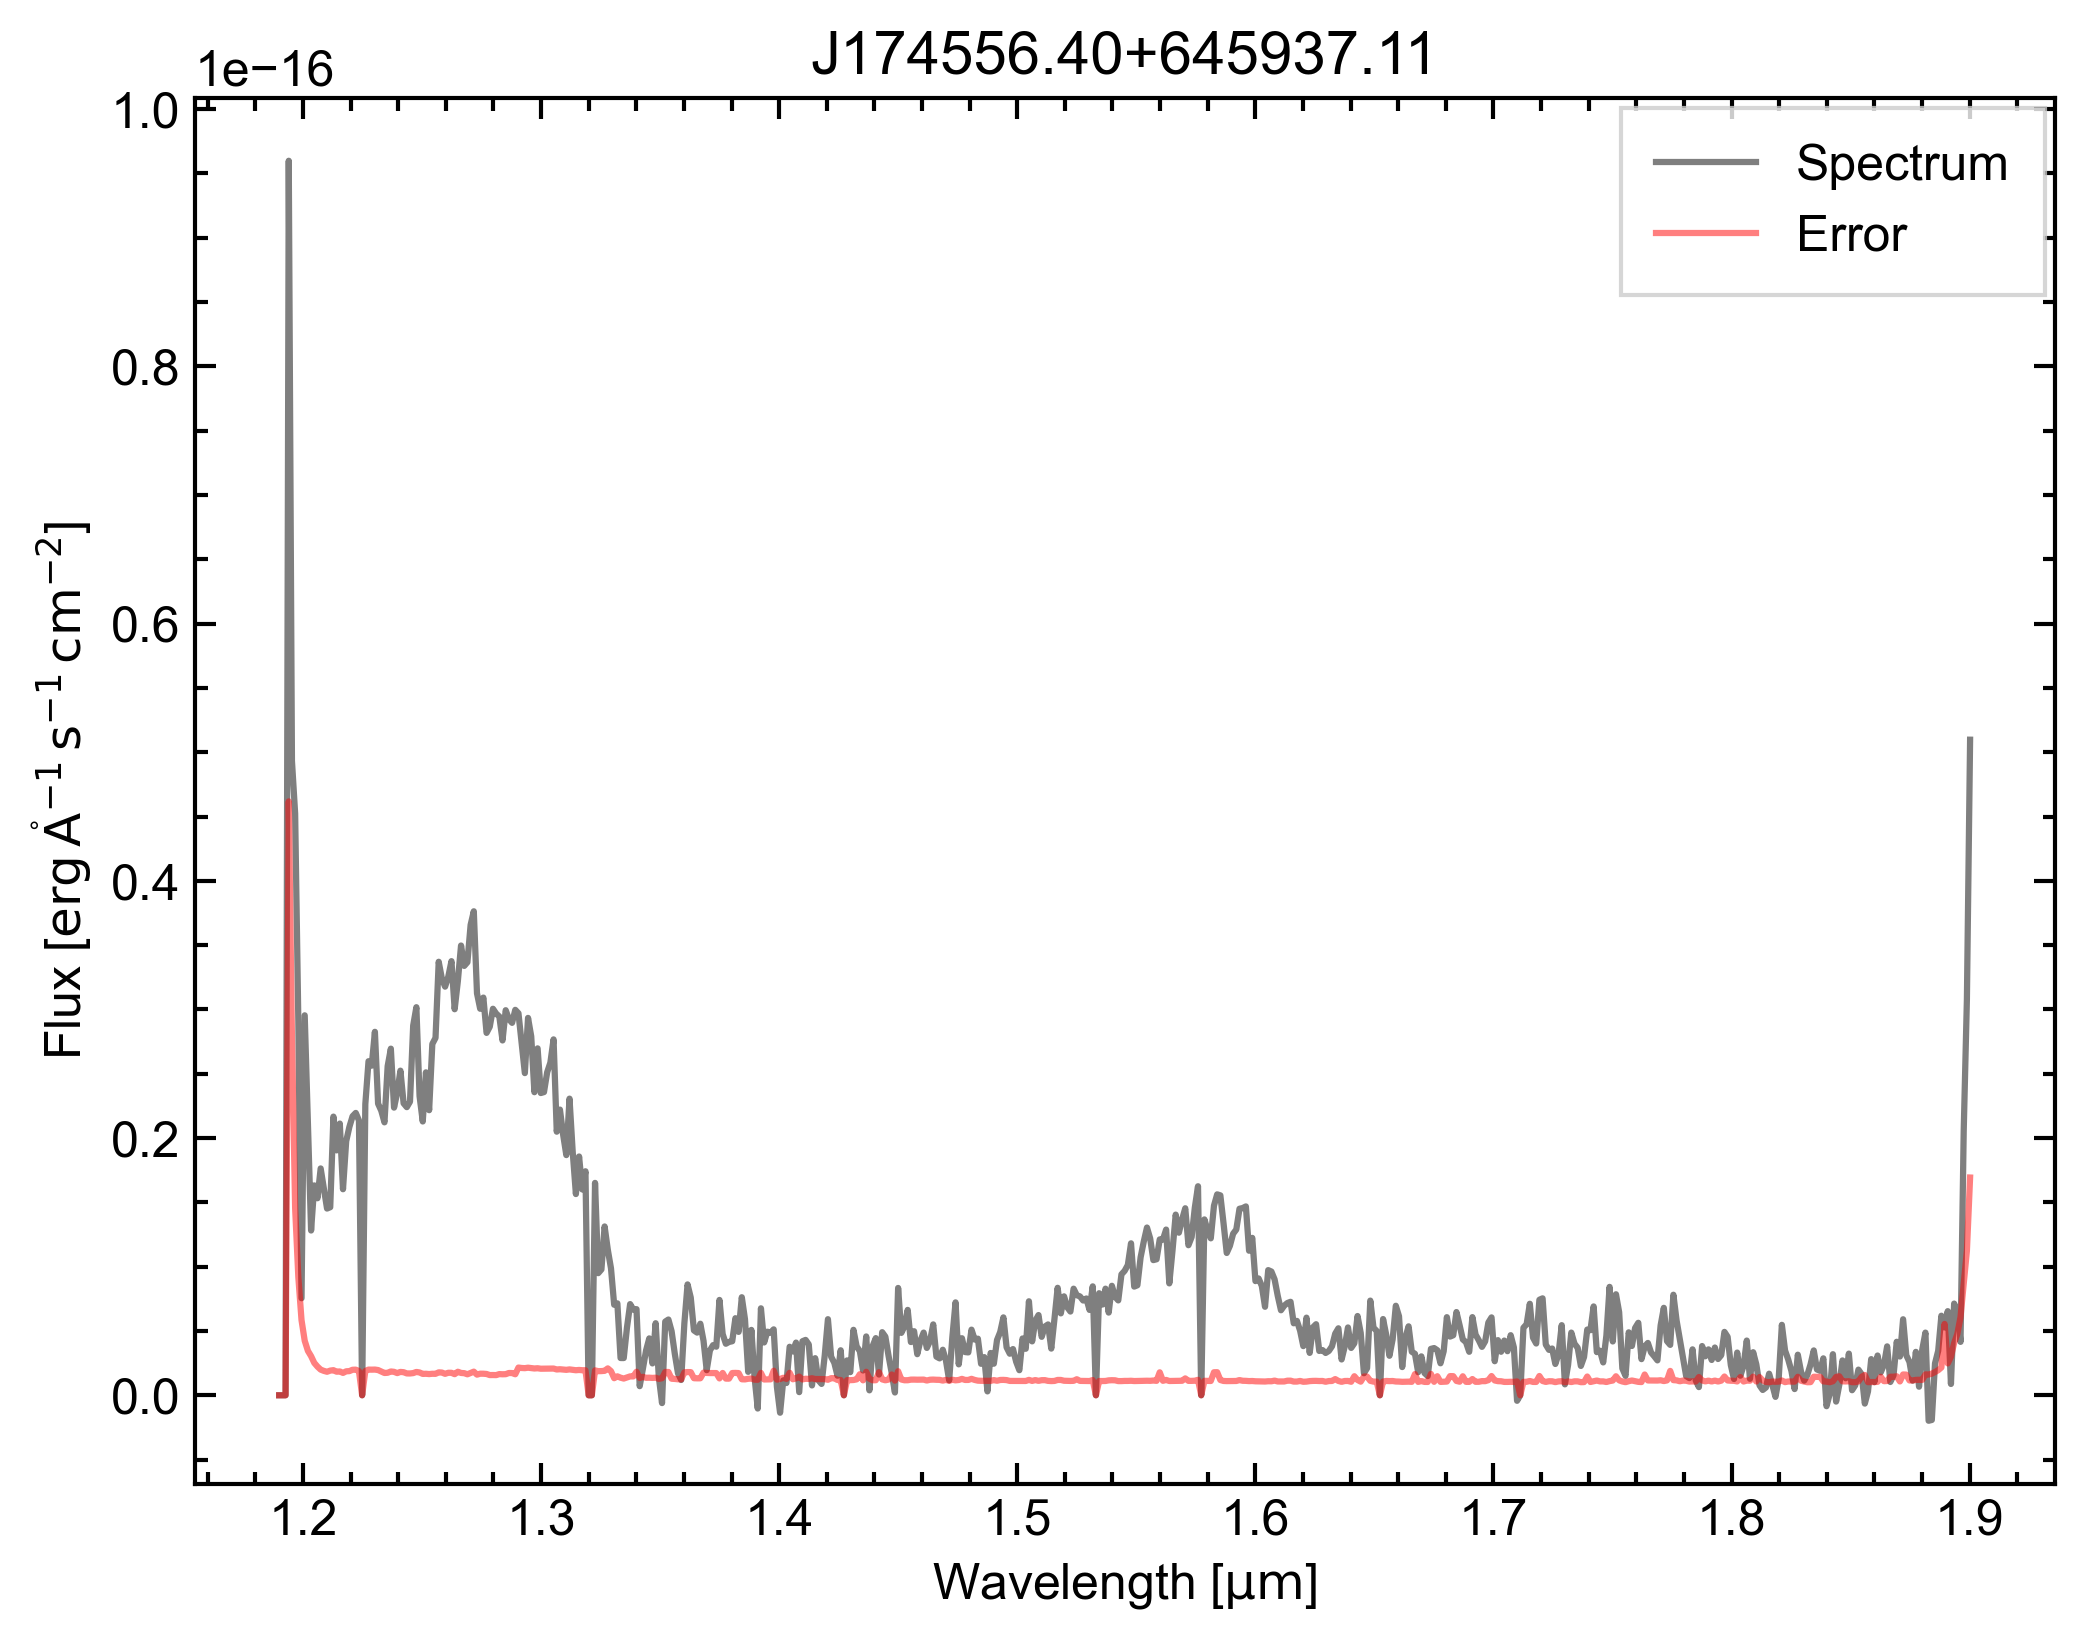 J174556.40+645937.11
1e−16
1.0
0.8
0.6
0.4
0.2
0.0
Flux [erg Å⁻¹ s⁻¹ cm⁻²]
Spectrum
Error
1.2 1.3 1.4 1.5 1.6 1.7 1.8 1.9
Wavelength [µm]